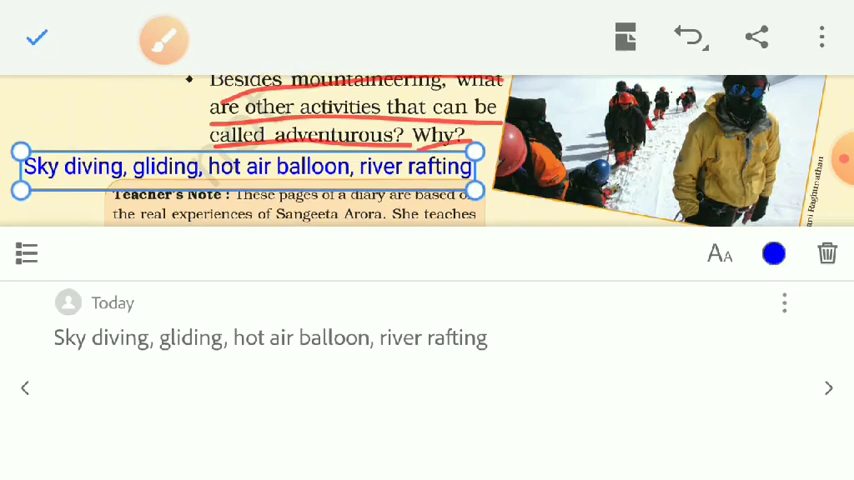 ◆ Besides mountaineering, what
are other activities that can be
called adventurous? Why?
Sky diving, gliding, hot air balloon, river rafting
Teacher's Note : These pages of a diary are based
the real experiences of Sangeeta Arora. She teaches
AA
Today
Sky diving, gliding, hot air balloon, river rafting